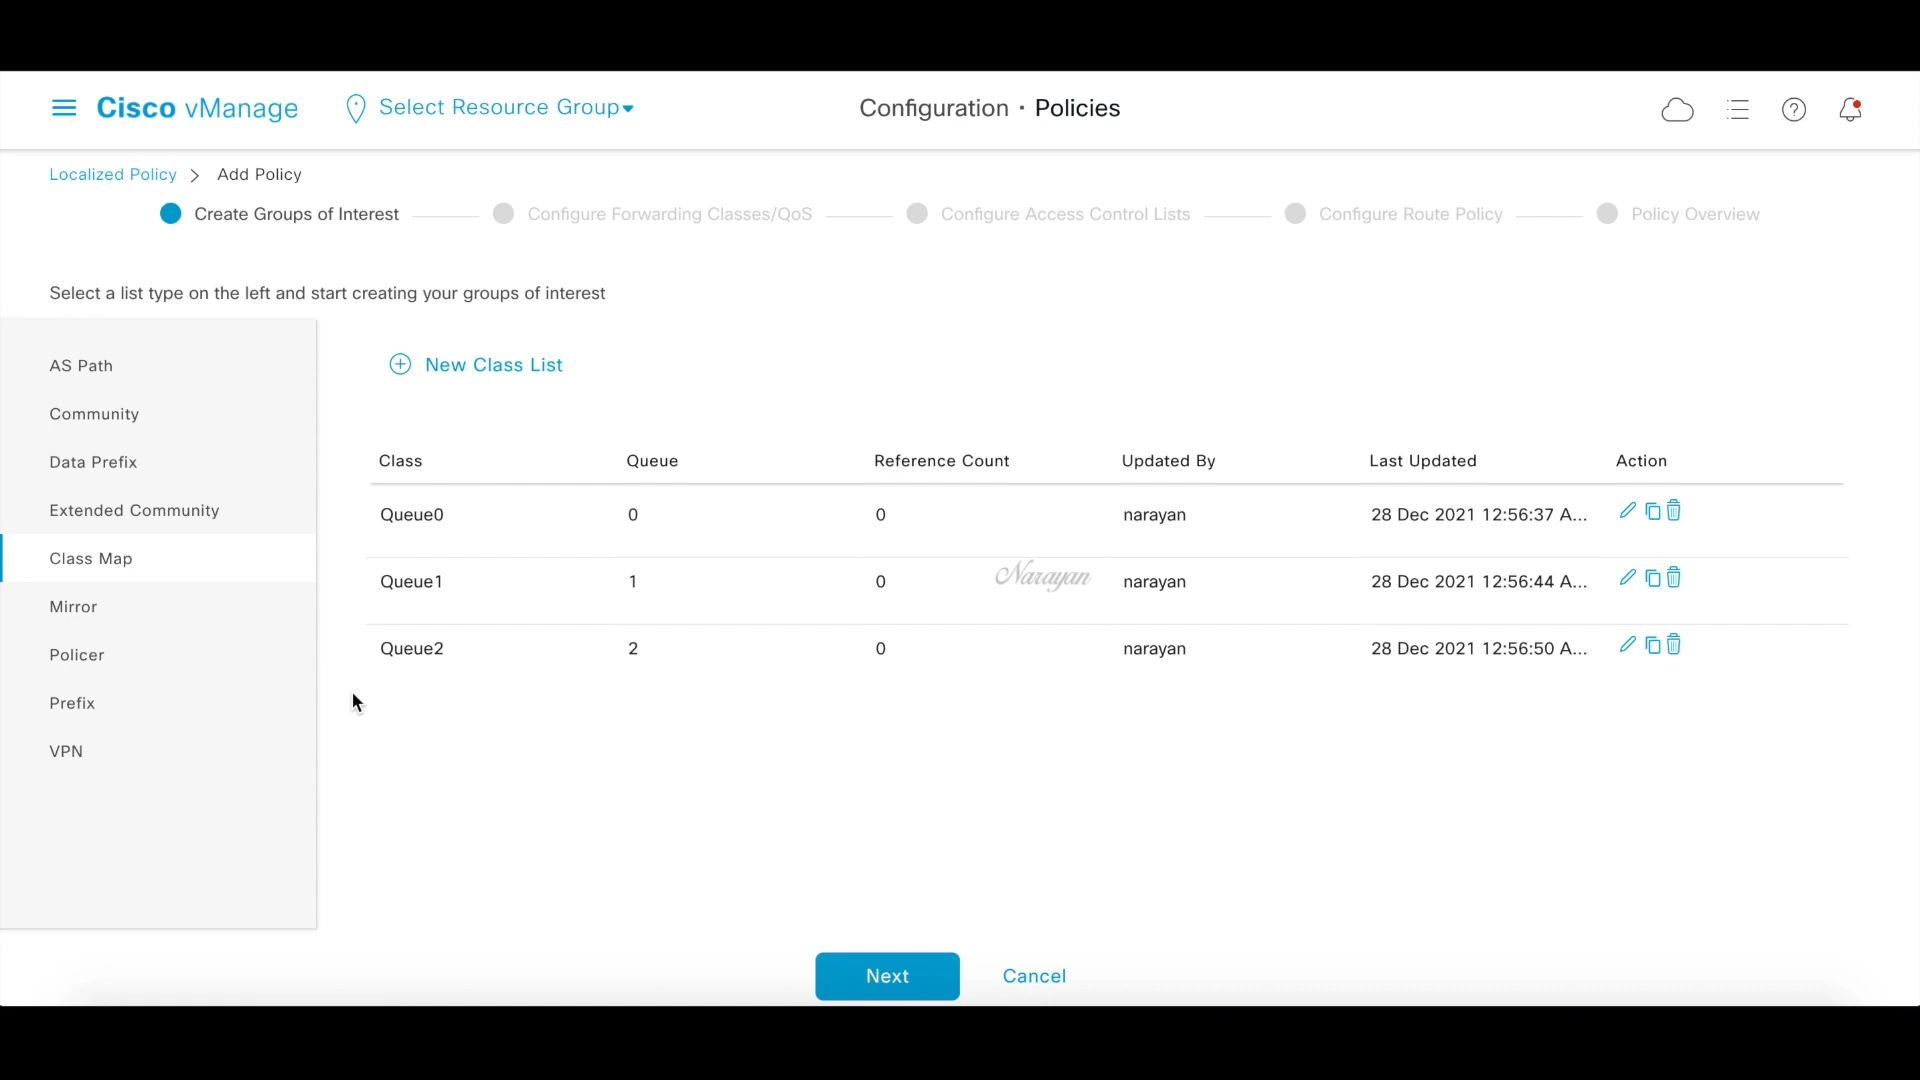 Cisco vManage
Select Resource Group
Configuration · Policies
Localized Policy > Add Policy
Create Groups of Interest
Configure Forwarding Classes/QoS
Configure Access Control Lists
Configure Route Policy
Policy Overview
Select a list type on the left and start creating your groups of interest
AS Path
Community
Data Prefix
Extended Community
Class Map
Mirror
Policer
Prefix
VPN
New Class List
Class Queue Reference Count Updated By Last Updated Action
Queue0 0 0 narayan 28 Dec 2021 12:56:37 A...
Queue1 1 0 narayan 28 Dec 2021 12:56:44 A...
Queue2 2 0 narayan 28 Dec 2021 12:56:50 A...
Narayan
Next
Cancel